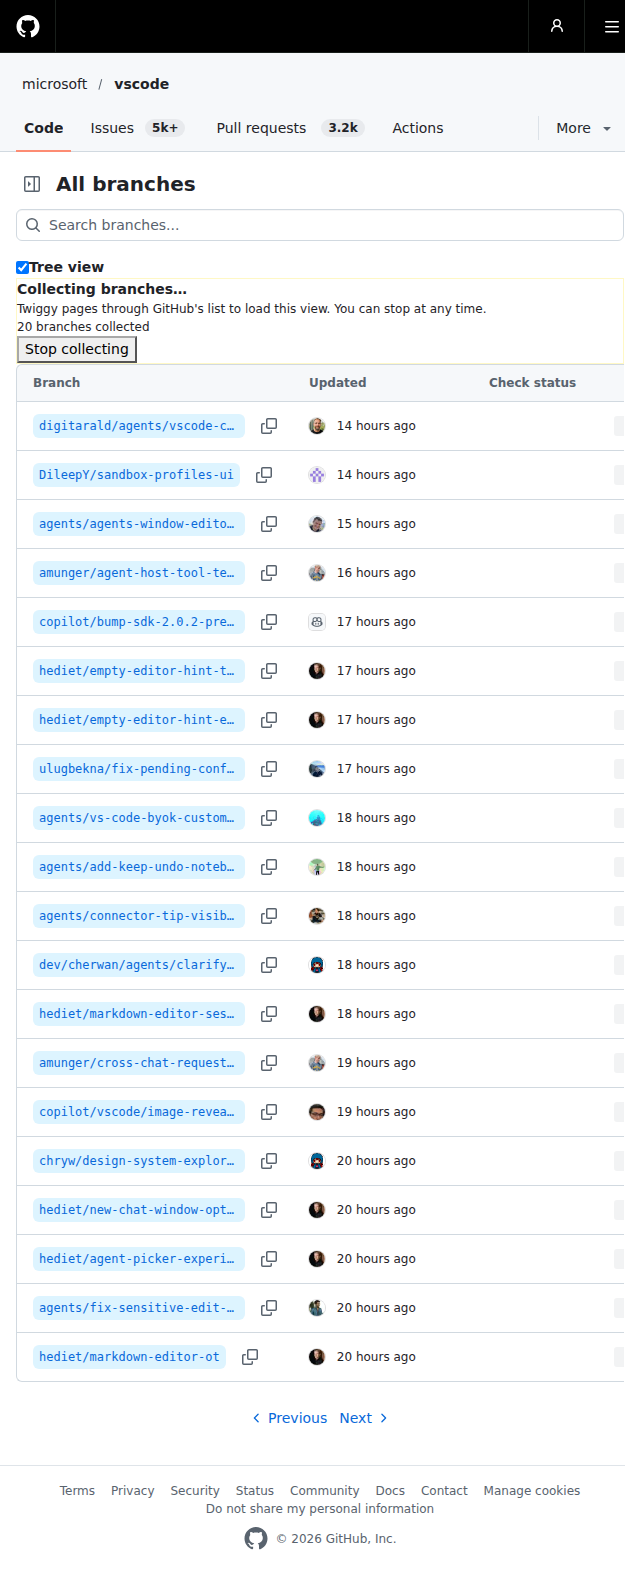 microsoft / vscode
Code Issues 5k+ Pull requests 3.2k Actions More
All branches
Search branches...
Tree view
Collecting branches…
Twiggy pages through GitHub's list to load this view. You can stop at any time.
20 branches collected
Stop collecting
Branch Updated Check status
digitarald/agents/vscode-c… 14 hours ago
DileepY/sandbox-profiles-ui 14 hours ago
agents/agents-window-edito… 15 hours ago
amunger/agent-host-tool-te… 16 hours ago
copilot/bump-sdk-2.0.2-pre… 17 hours ago
hediet/empty-editor-hint-t… 17 hours ago
hediet/empty-editor-hint-e… 17 hours ago
ulugbekna/fix-pending-conf… 17 hours ago
agents/vs-code-byok-custom… 18 hours ago
agents/add-keep-undo-noteb… 18 hours ago
agents/connector-tip-visib… 18 hours ago
dev/cherwan/agents/clarify… 18 hours ago
hediet/markdown-editor-ses… 18 hours ago
amunger/cross-chat-request… 19 hours ago
copilot/vscode/image-revea… 19 hours ago
chryw/design-system-explor… 20 hours ago
hediet/new-chat-window-opt… 20 hours ago
hediet/agent-picker-experi… 20 hours ago
agents/fix-sensitive-edit-… 20 hours ago
hediet/markdown-editor-ot 20 hours ago
Previous Next
Terms Privacy Security Status Community Docs Contact Manage cookies
Do not share my personal information
© 2026 GitHub, Inc.